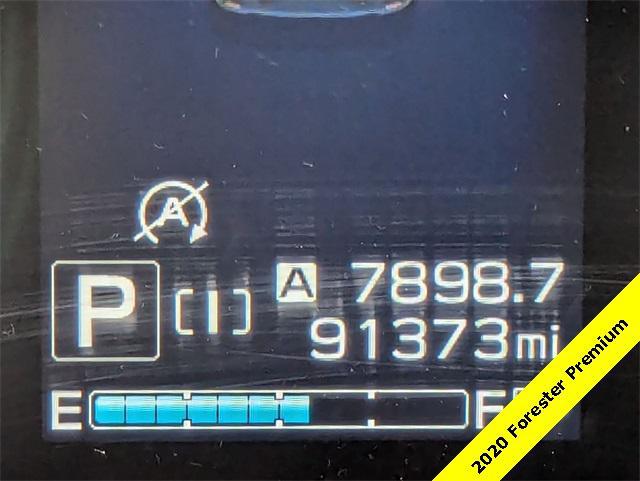 A
P [I] A 7898.7
91373mi
E F
2020 Forester Premium